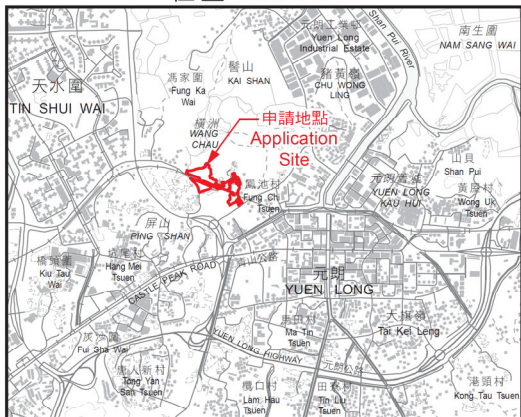 元朗工業邨
Yuen Long
Industrial Estate
Shan Pui River
南生圍
NAM SANG WAI
髻山
KAI SHAN
豬黃嶺
CHU WONG
LING
馮家圍
Fung Ka
Wai
天水圍
TIN SHUI WAI
橫洲
WANG
CHAU
申請地點
Application
Site
鳳池村
Fung Chi
Tsuen
元朗舊墟
YUEN LONG
KAU HUI
山貝
Shan Pui
黃屋村
Wong Uk
Tsuen
屏山
PING SHAN
坑尾村
Hang Mei
Tsuen
橋頭圍
Kiu Tau
Wai
CASTLE PEAK ROAD
青山公路
元朗
YUEN LONG
馬田村
Ma Tin
Tsuen
大旗嶺
Tai Kei Leng
灰沙圍
Fui Sha Wai
YUEN LONG HIGHWAY
元朗公路
唐人新村
Tong Yan
San Tsuen
欖口村
Lam Hau
Tsuen
田寮村
Tin Liu
Tsuen
港頭村
Kong Tau Tsuen